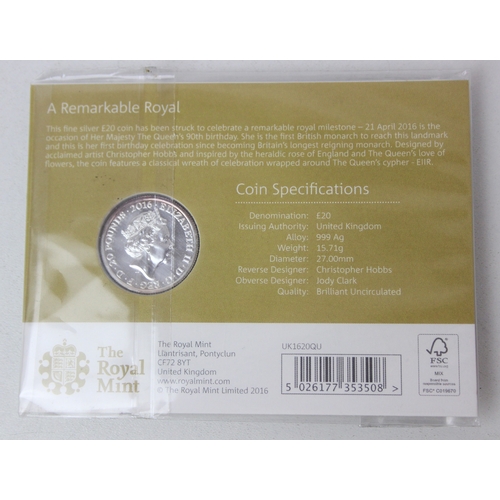 A Remarkable Royal
This fine silver £20 coin has been struck to celebrate a remarkable royal milestone – 21 April 2016 is the
occasion of Her Majesty The Queen's 90th birthday. She is the first British monarch to reach this landmark
and this is her first birthday celebration since becoming Britain's longest reigning monarch. Designed by
acclaimed artist Christopher Hobbs and inspired by the heraldic rose of England and The Queen's love of
flowers, the coin features a classical wreath of celebration wrapped around The Queen's cypher - EIIR.
Coin Specifications
Denomination: £20
Issuing Authority: United Kingdom
Alloy: 999 Ag
Weight: 15.71g
Diameter: 27.00mm
Reverse Designer: Christopher Hobbs
Obverse Designer: Jody Clark
Quality: Brilliant Uncirculated
20 POUNDS · 2016 · ELIZABETH II · D · G · REG · F · D
The
Royal
Mint
The Royal Mint
Llantrisant, Pontyclun
CF72 8YT
United Kingdom
www.royalmint.com
© The Royal Mint Limited 2016
UK1620QU
5 026177 353508 >
FSC
MIX
FSC® C019870